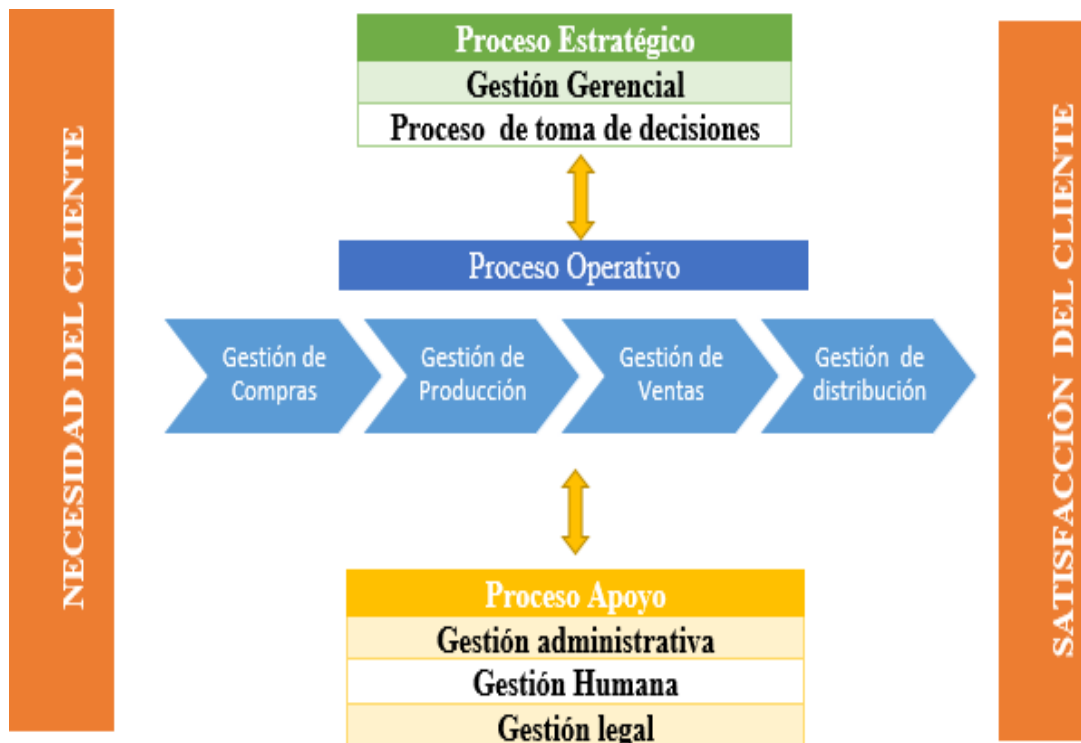 NECESIDAD DEL CLIENTE
Proceso Estratégico
Gestión Gerencial
Proceso de toma de decisiones
Proceso Operativo
Gestión de
Compras
Gestión de
Producción
Gestión de
Ventas
Gestión de
distribución
Proceso Apoyo
Gestión administrativa
Gestión Humana
Gestión legal
SATISFACCIÒN DEL CLIENTE